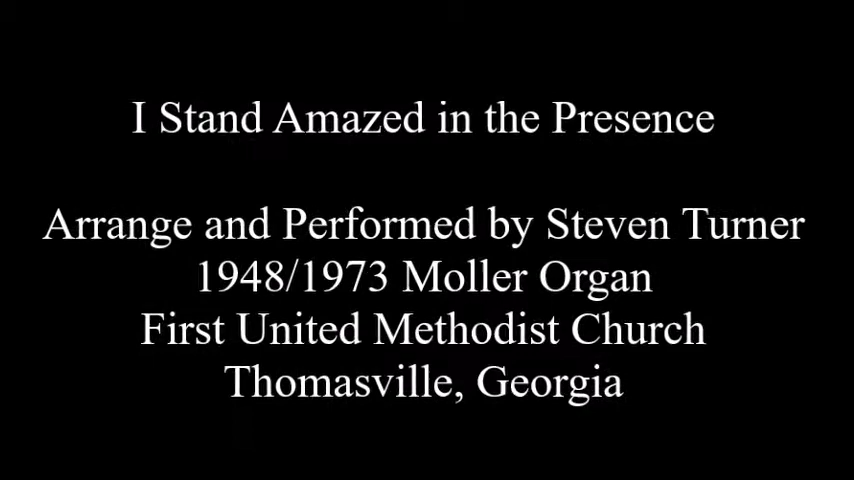 I Stand Amazed in the Presence
Arrange and Performed by Steven Turner
1948/1973 Moller Organ
First United Methodist Church
Thomasville, Georgia